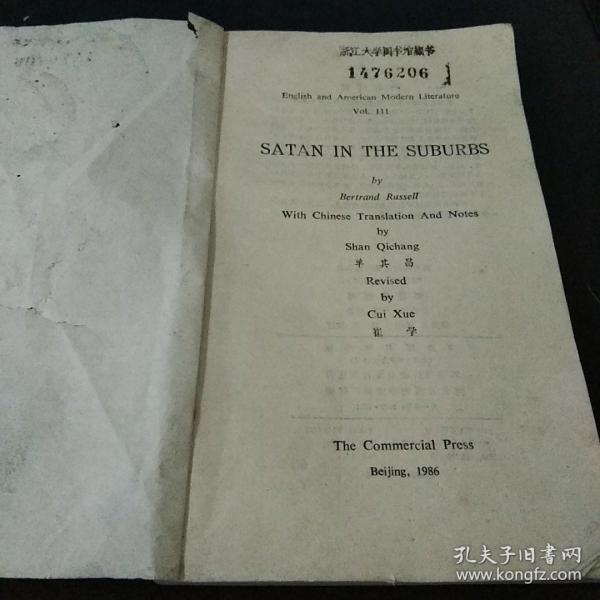 浙江大学图书馆藏书
1476206
English and American Modern Literature
Vol. III
SATAN IN THE SUBURBS
by
Bertrand Russell
With Chinese Translation And Notes
by
Shan Qichang
单其昌
Revised
by
Cui Xue
崔学
The Commercial Press
Beijing, 1986
孔夫子旧书网
www.kongfz.com